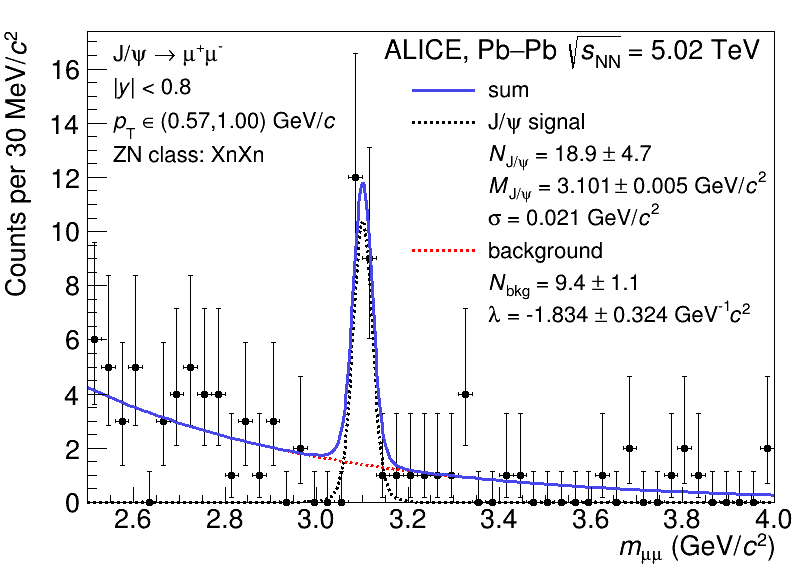 Counts per 30 MeV/c²
J/ψ → μ⁺μ⁻
|y| < 0.8
p_T ∈ (0.57,1.00) GeV/c
ZN class: XnXn
ALICE, Pb–Pb √s_NN = 5.02 TeV
sum
J/ψ signal
N_J/ψ = 18.9 ± 4.7
M_J/ψ = 3.101 ± 0.005 GeV/c²
σ = 0.021 GeV/c²
background
N_bkg = 9.4 ± 1.1
λ = -1.834 ± 0.324 GeV⁻¹c²
16
14
12
10
8
6
4
2
0
2.6 2.8 3.0 3.2 3.4 3.6 3.8 4.0
m_μμ (GeV/c²)